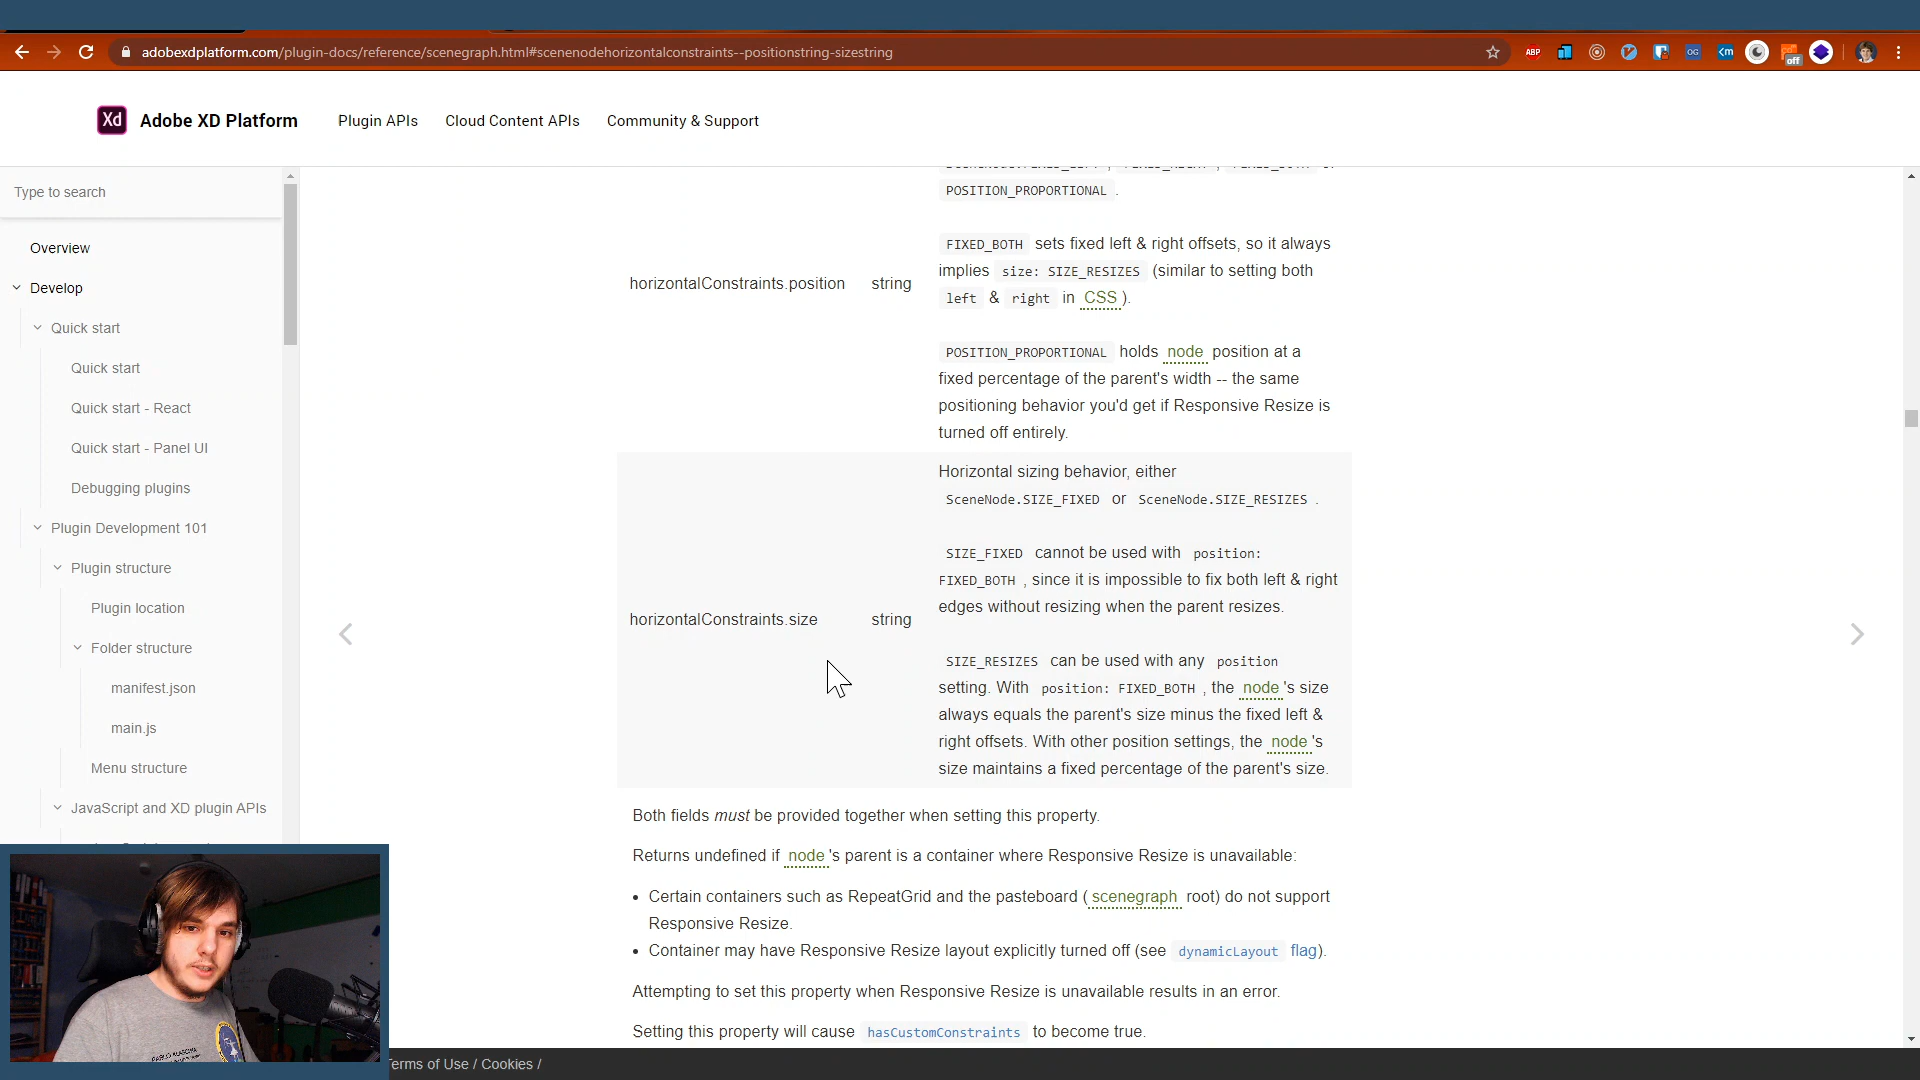 adobexdplatform.com/plugin-docs/reference/scenegraph.html#scenenodehorizontalconstraints--positionstring-sizestring
ABP
OG
<m
off
Xd
Adobe XD Platform
Plugin APIs
Cloud Content APIs
Community & Support
Type to search
Overview
Develop
Quick start
Quick start
Quick start - React
Quick start - Panel UI
Debugging plugins
Plugin Development 101
Plugin structure
Plugin location
Folder structure
manifest.json
main.js
Menu structure
JavaScript and XD plugin APIs
POSITION_PROPORTIONAL .
horizontalConstraints.position
string
FIXED_BOTH sets fixed left & right offsets, so it always
implies size: SIZE_RESIZES (similar to setting both
left & right in CSS ).
POSITION_PROPORTIONAL holds node position at a
fixed percentage of the parent's width -- the same
positioning behavior you'd get if Responsive Resize is
turned off entirely.
horizontalConstraints.size
string
Horizontal sizing behavior, either
SceneNode.SIZE_FIXED or SceneNode.SIZE_RESIZES .
SIZE_FIXED cannot be used with position:
FIXED_BOTH , since it is impossible to fix both left & right
edges without resizing when the parent resizes.
SIZE_RESIZES can be used with any position
setting. With position: FIXED_BOTH , the node 's size
always equals the parent's size minus the fixed left &
right offsets. With other position settings, the node 's
size maintains a fixed percentage of the parent's size.
Both fields must be provided together when setting this property.
Returns undefined if node 's parent is a container where Responsive Resize is unavailable:
• Certain containers such as RepeatGrid and the pasteboard ( scenegraph root) do not support
Responsive Resize.
• Container may have Responsive Resize layout explicitly turned off (see dynamicLayout flag).
Attempting to set this property when Responsive Resize is unavailable results in an error.
Setting this property will cause hasCustomConstraints to become true.
erms of Use / Cookies /